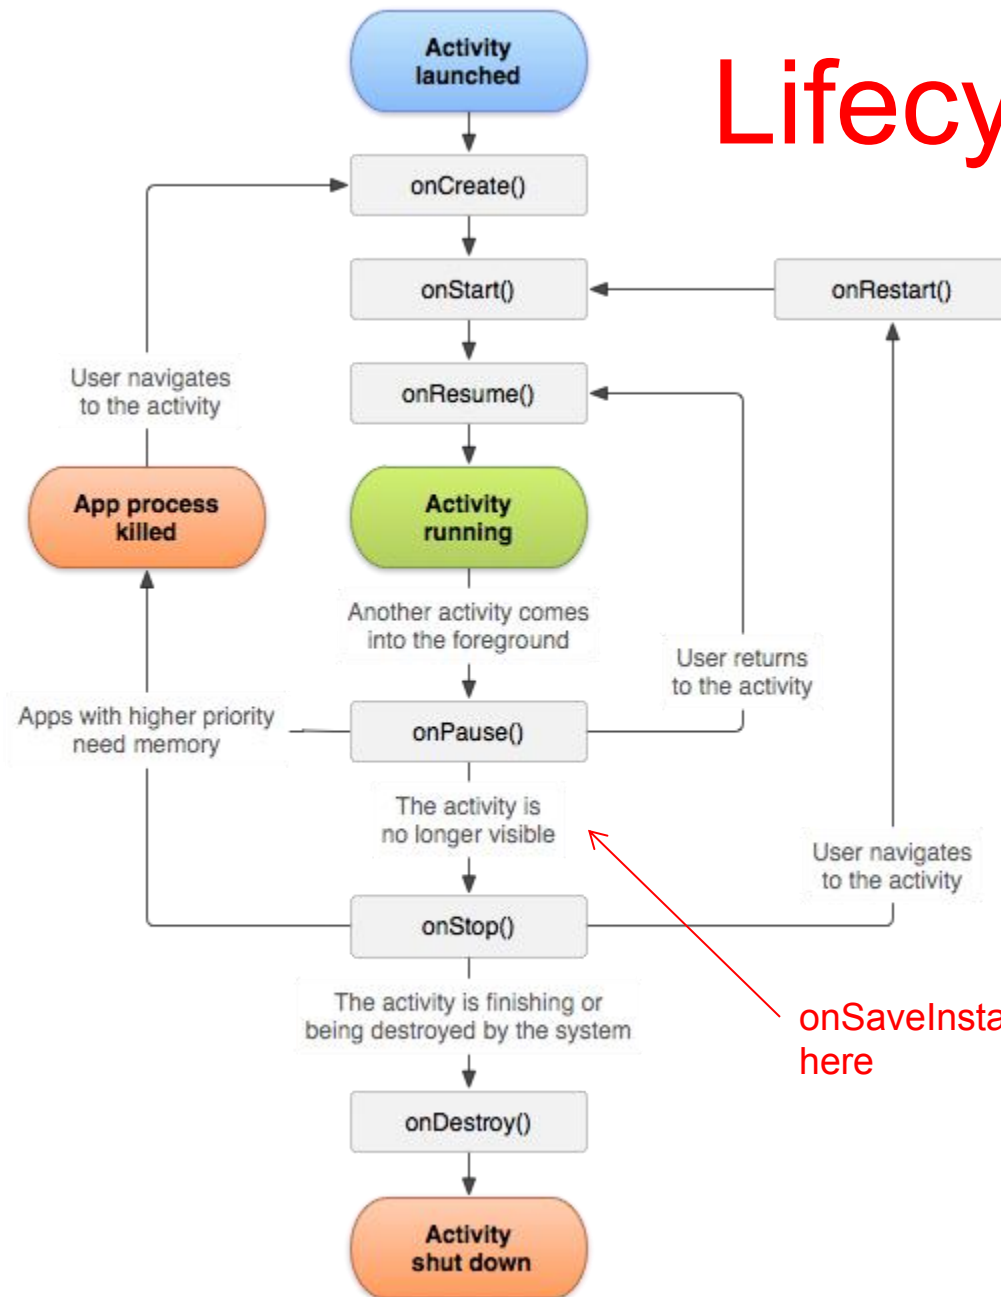 Activity
launched
Lifecy
onCreate()
onStart()
onRestart()
User navigates
to the activity
onResume()
App process
killed
Activity
running
Another activity comes
into the foreground
User returns
to the activity
Apps with higher priority
need memory
onPause()
The activity is
no longer visible
User navigates
to the activity
onStop()
The activity is finishing or
being destroyed by the system
onSaveInsta
here
onDestroy()
Activity
shut down